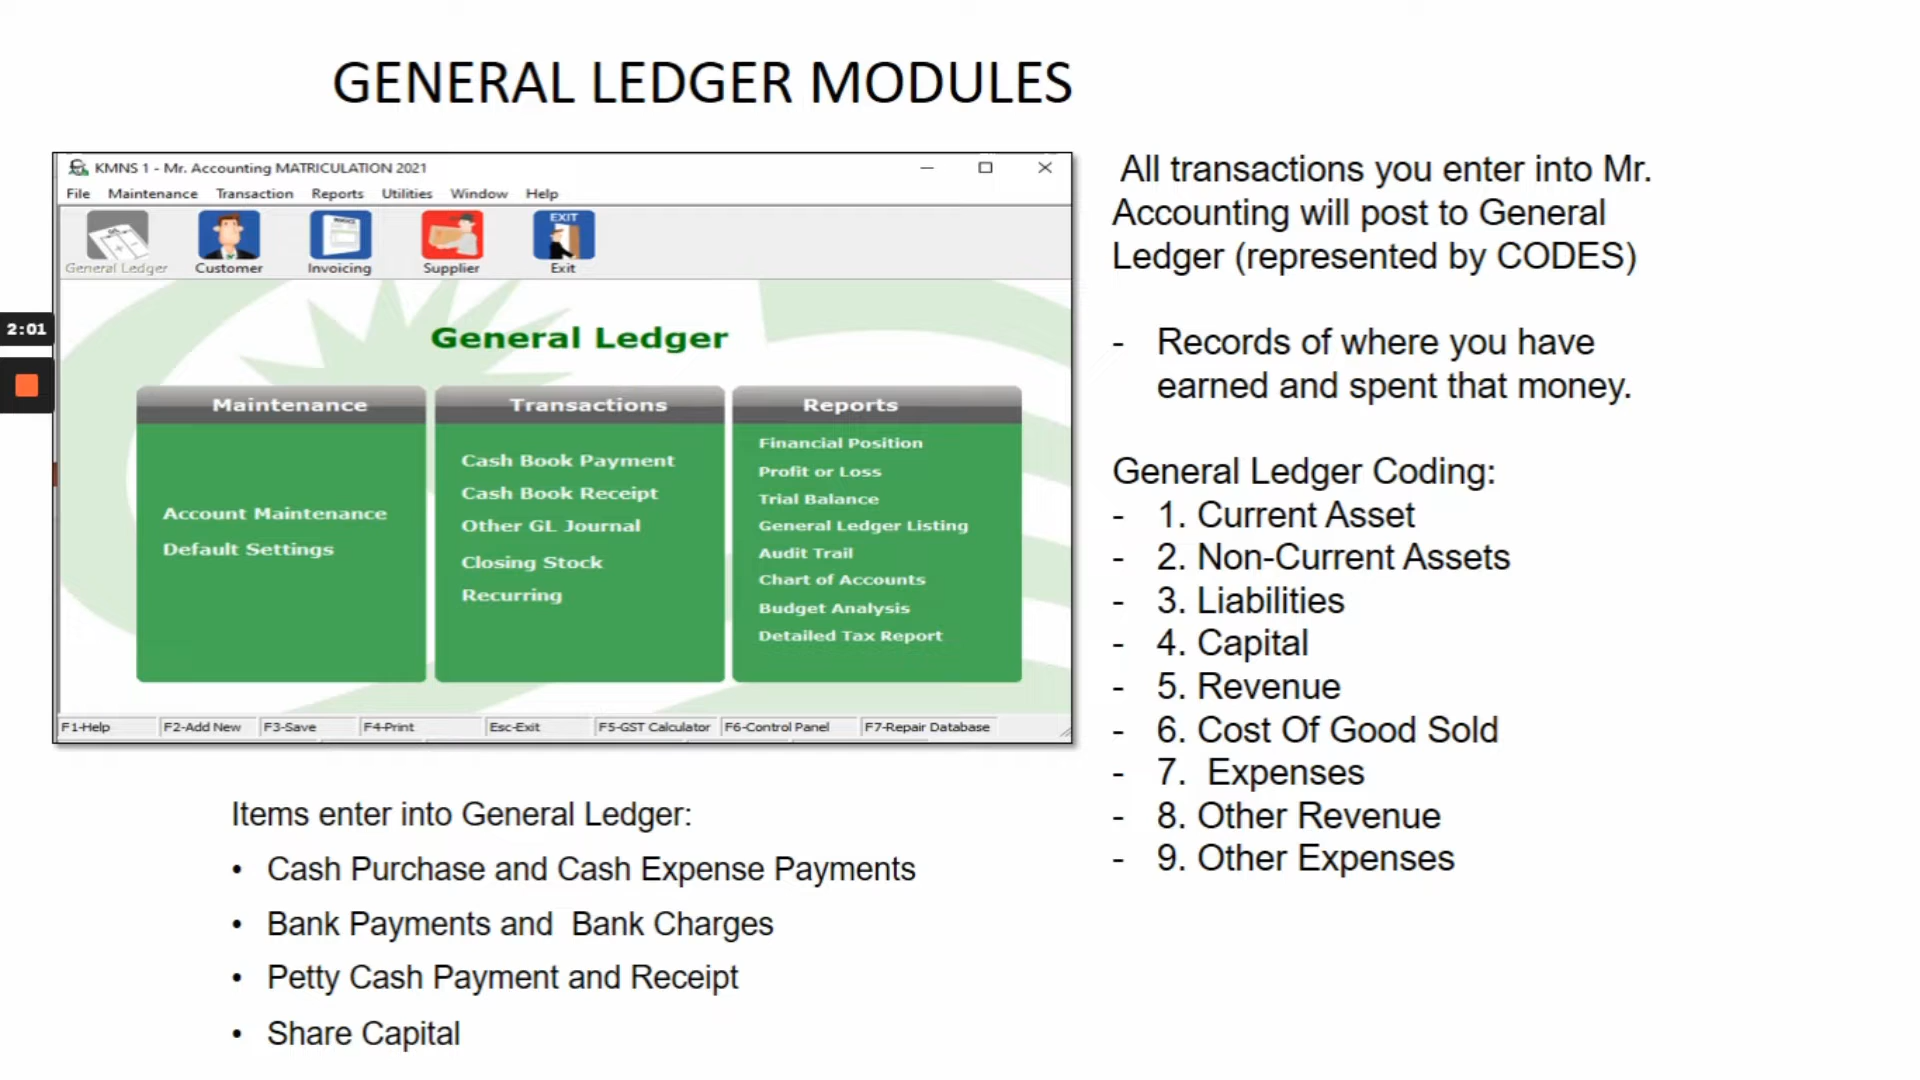 GENERAL LEDGER MODULES
KMNS 1 - Mr. Accounting MATRICULATION 2021
File Maintenance Transaction Reports Utilities Window Help
EXIT
INVOICE
General Ledger Customer Invoicing Supplier Exit
2:01
General Ledger
Maintenance
Account Maintenance
Default Settings
Transactions
Cash Book Payment
Cash Book Receipt
Other GL Journal
Closing Stock
Recurring
Reports
Financial Position
Profit or Loss
Trial Balance
General Ledger Listing
Audit Trail
Chart of Accounts
Budget Analysis
Detailed Tax Report
F1-Help F2-Add New F3-Save F4-Print Esc-Exit F5-GST Calculator F6-Control Panel F7-Repair Database
Items enter into General Ledger:
• Cash Purchase and Cash Expense Payments
• Bank Payments and  Bank Charges
• Petty Cash Payment and Receipt
• Share Capital
All transactions you enter into Mr.
Accounting will post to General
Ledger (represented by CODES)
- Records of where you have
earned and spent that money.
General Ledger Coding:
- 1. Current Asset
- 2. Non-Current Assets
- 3. Liabilities
- 4. Capital
- 5. Revenue
- 6. Cost Of Good Sold
- 7.  Expenses
- 8. Other Revenue
- 9. Other Expenses